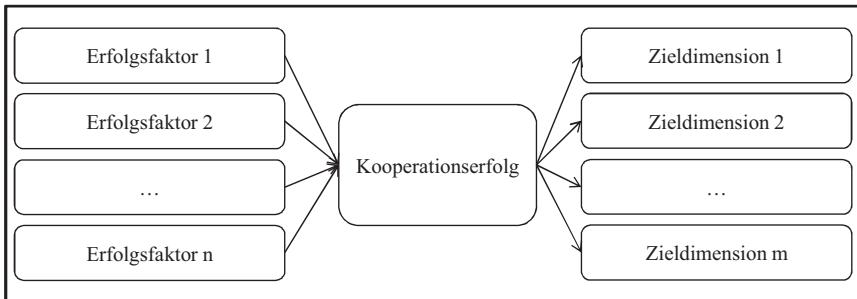 Erfolgsfaktor 1
Erfolgsfaktor 2
…
Erfolgsfaktor n
Kooperationserfolg
Zieldimension 1
Zieldimension 2
…
Zieldimension m